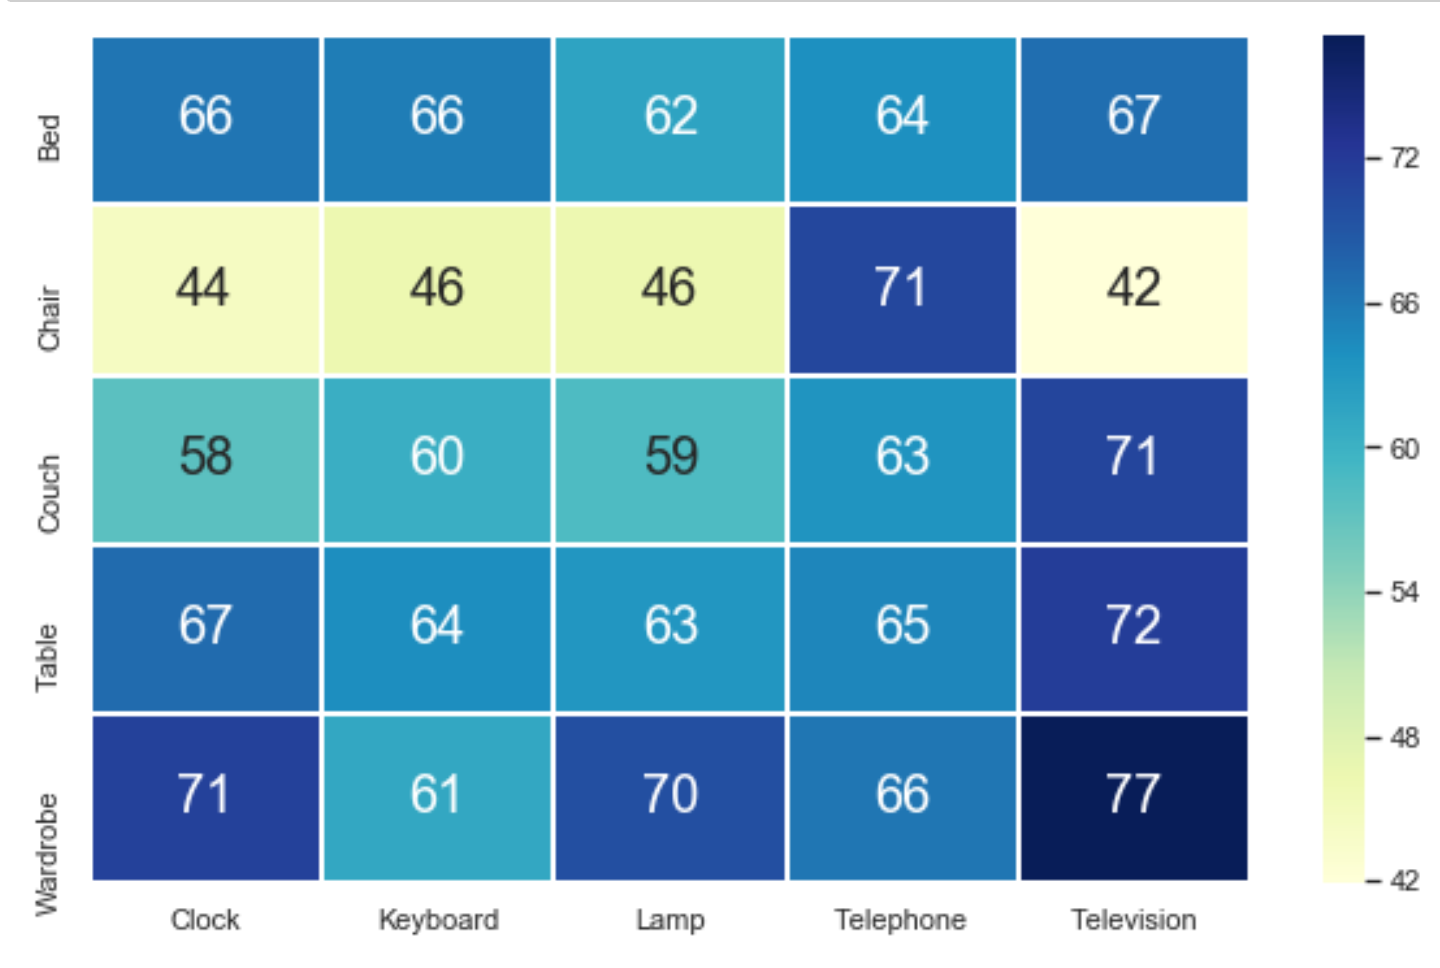 Bed 66 66 62 64 67
Chair 44 46 46 71 42
Couch 58 60 59 63 71
Table 67 64 63 65 72
Wardrobe 71 61 70 66 77
Clock Keyboard Lamp Telephone Television
72
66
60
54
48
42